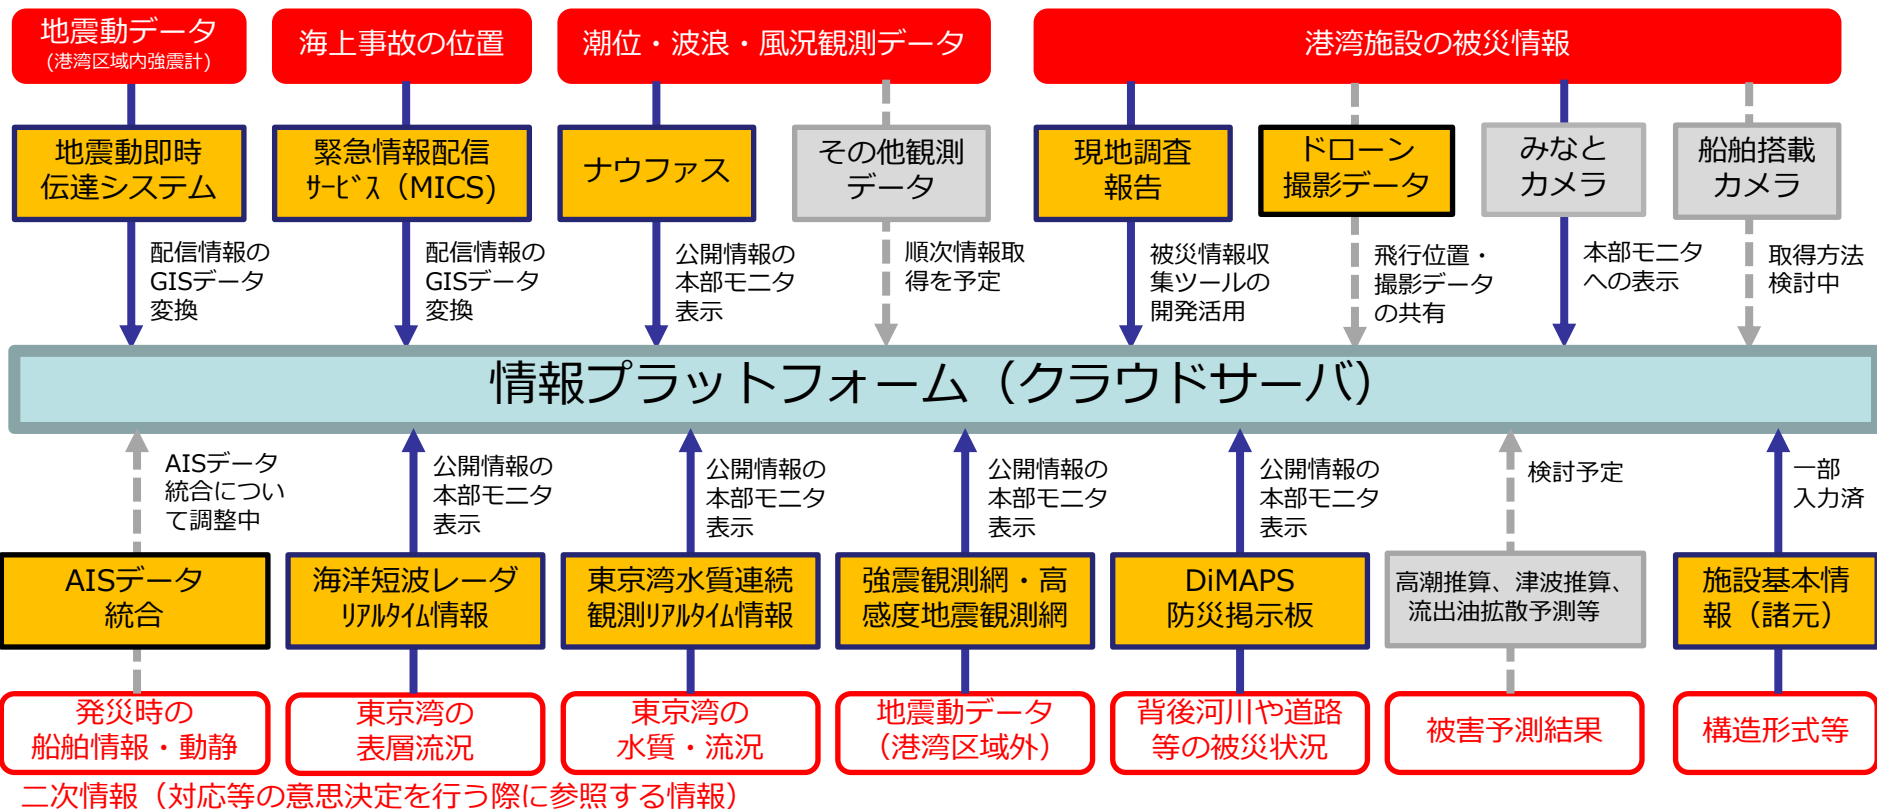 地震動データ
(港湾区域内強震計)
海上事故の位置
潮位・波浪・風況観測データ
港湾施設の被災情報
地震動即時
伝達システム
緊急情報配信
ｻｰﾋﾞｽ（MICS)
ナウファス
その他観測
データ
現地調査
報告
ドローン
撮影データ
みなと
カメラ
船舶搭載
カメラ
配信情報の
GISデータ
変換
配信情報の
GISデータ
変換
公開情報の
本部モニタ
表示
順次情報取
得を予定
被災情報収
集ツールの
開発活用
飛行位置・
撮影データ
の共有
本部モニタ
への表示
取得方法
検討中
情報プラットフォーム（クラウドサーバ）
AISデータ
統合につい
て調整中
公開情報の
本部モニタ
表示
公開情報の
本部モニタ
表示
公開情報の
本部モニタ
表示
公開情報の
本部モニタ
表示
検討予定
一部
入力済
AISデータ
統合
海洋短波レーダ
ﾘｱﾙﾀｲﾑ情報
東京湾水質連続
観測ﾘｱﾙﾀｲﾑ情報
強震観測網・高
感度地震観測網
DiMAPS
防災掲示板
高潮推算、津波推算、
流出油拡散予測等
施設基本情
報（諸元）
発災時の
船舶情報・動静
東京湾の
表層流況
東京湾の
水質・流況
地震動データ
（港湾区域外）
背後河川や道路
等の被災状況
被害予測結果
構造形式等
二次情報（対応等の意思決定を行う際に参照する情報）